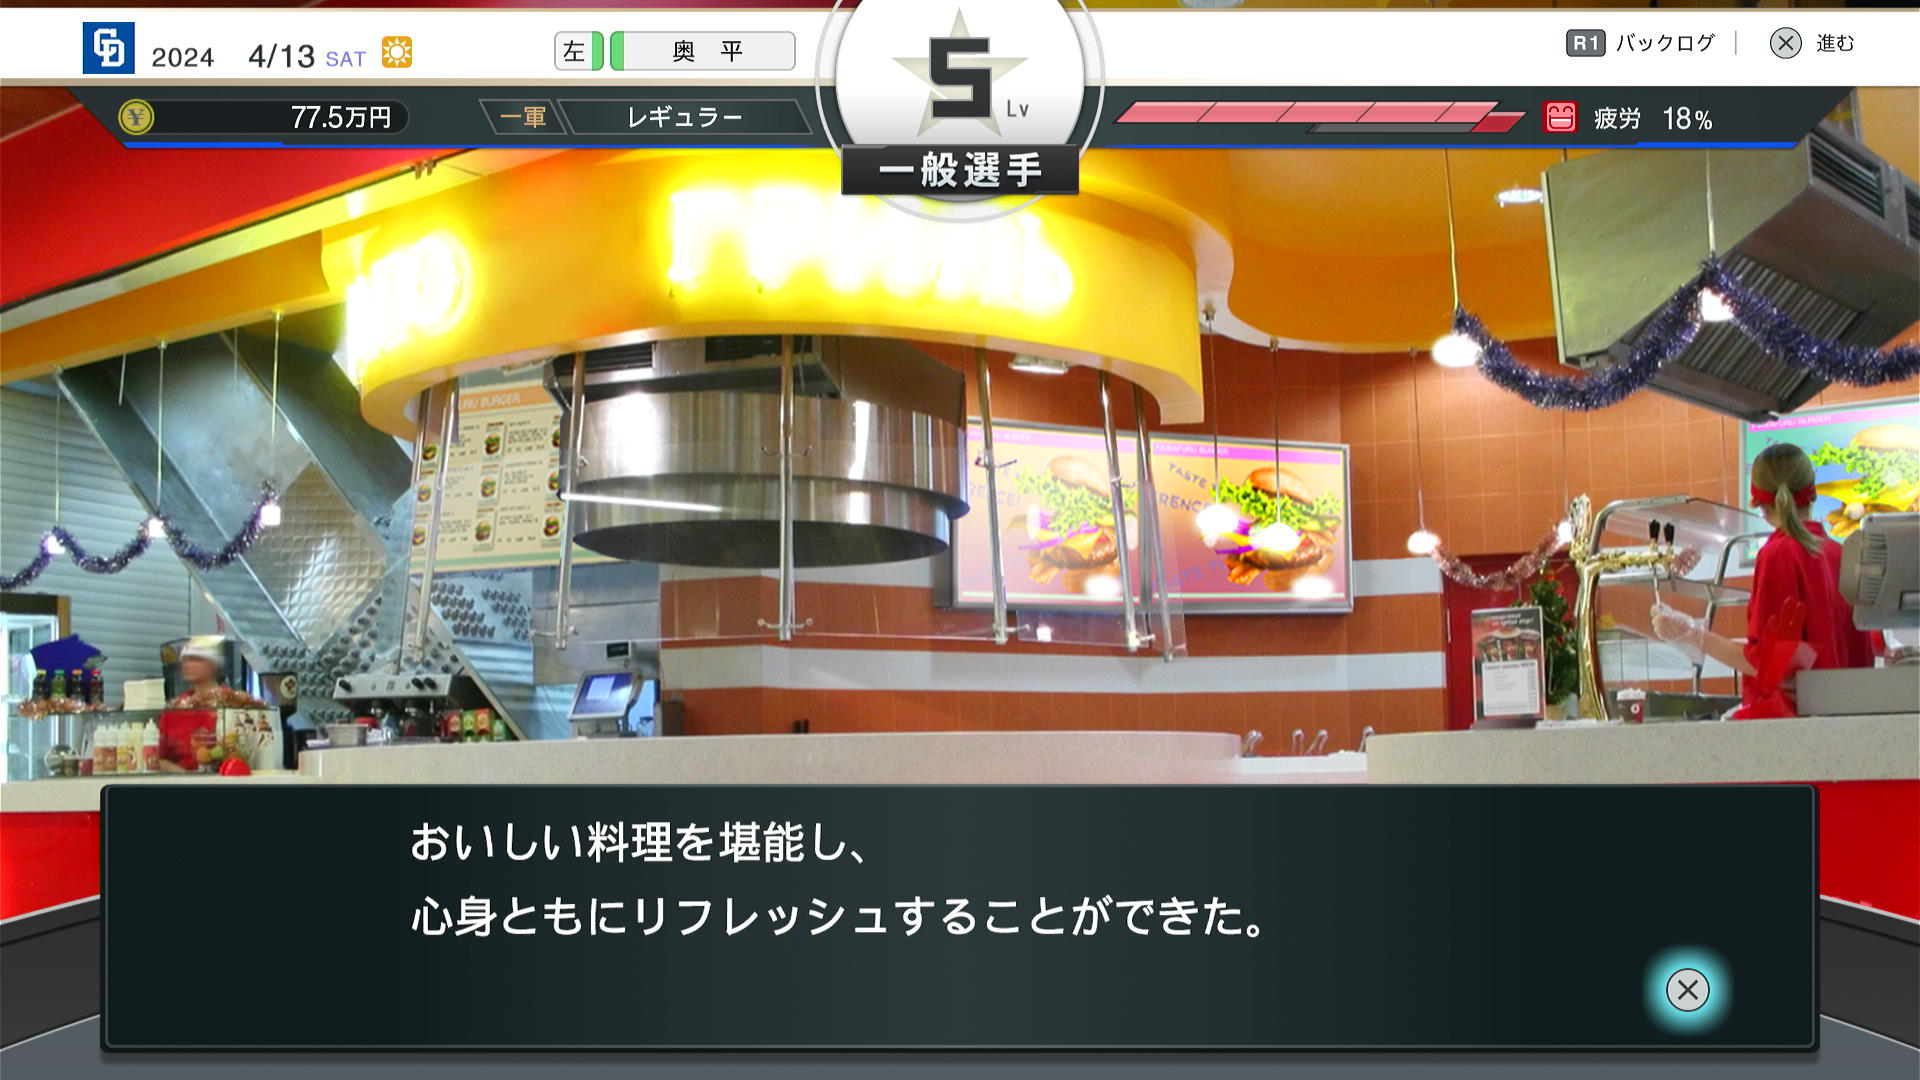 2024 4/13 SAT
左 奥 平
5 Lv
一般選手
R1 バックログ
進む
77.5万円
一軍 レギュラー
疲労 18%
おいしい料理を堪能し、
心身ともにリフレッシュすることができた。